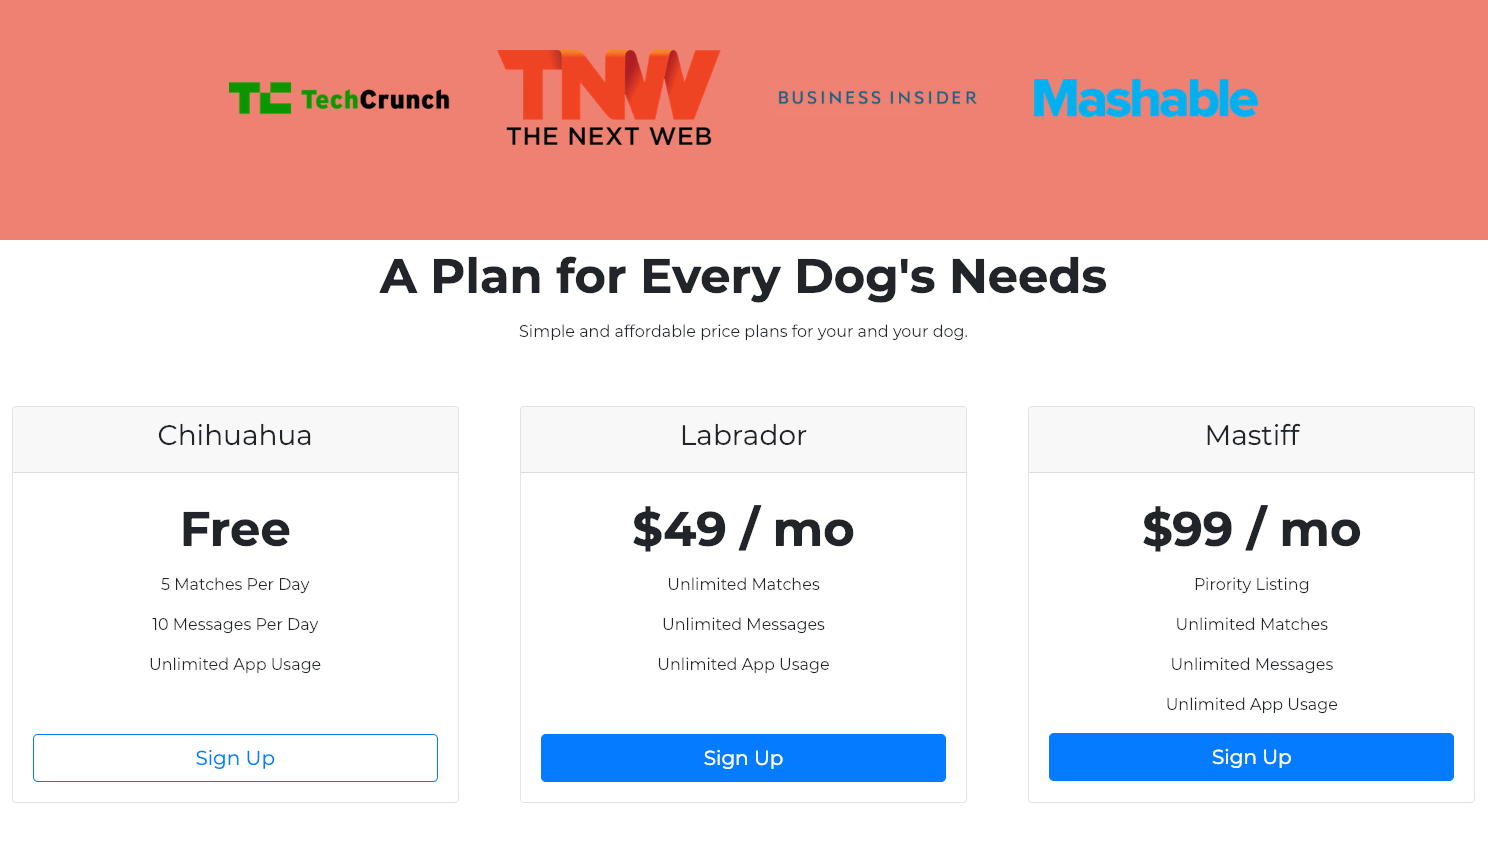 TechCrunch
TNW
THE NEXT WEB
BUSINESS INSIDER
Mashable
A Plan for Every Dog's Needs
Simple and affordable price plans for your and your dog.
Chihuahua
Free
5 Matches Per Day
10 Messages Per Day
Unlimited App Usage
Sign Up
Labrador
$49 / mo
Unlimited Matches
Unlimited Messages
Unlimited App Usage
Sign Up
Mastiff
$99 / mo
Pirority Listing
Unlimited Matches
Unlimited Messages
Unlimited App Usage
Sign Up